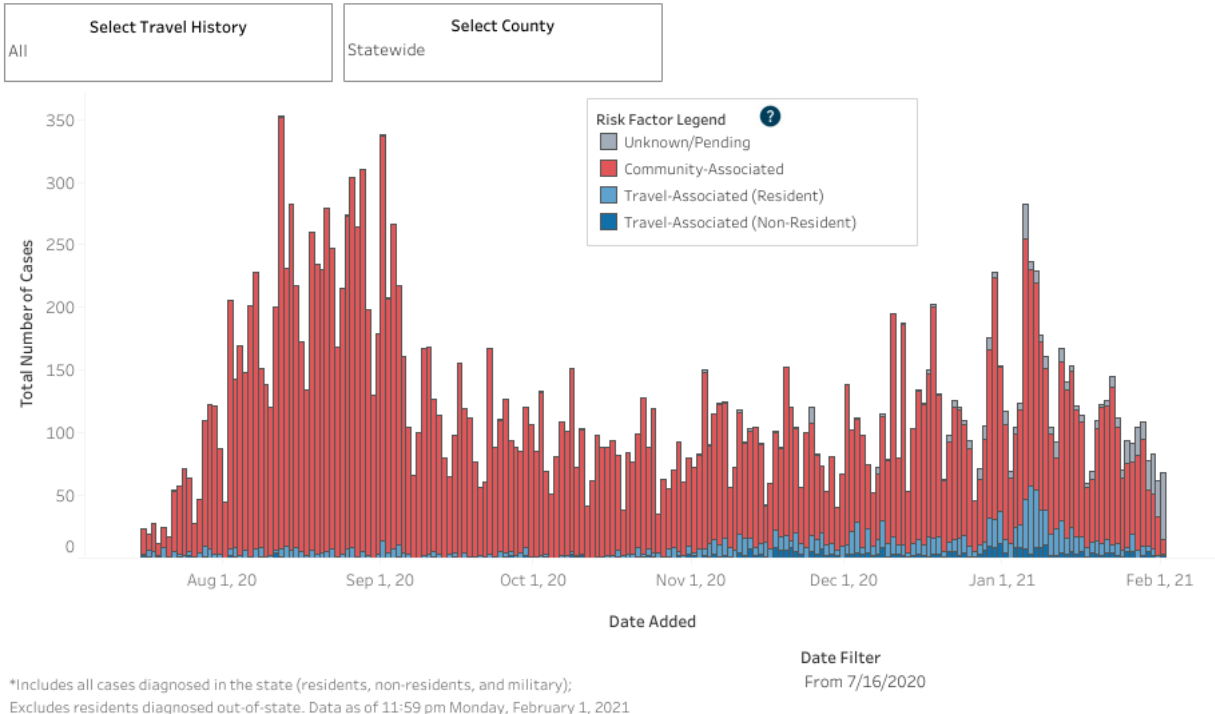 Select Travel History
All
Select County
Statewide
Risk Factor Legend ?
Unknown/Pending
Community-Associated
Travel-Associated (Resident)
Travel-Associated (Non-Resident)
Total Number of Cases
350
300
250
200
150
100
50
0
Aug 1, 20 Sep 1, 20 Oct 1, 20 Nov 1, 20 Dec 1, 20 Jan 1, 21 Feb 1, 21
Date Added
Date Filter
From 7/16/2020
*Includes all cases diagnosed in the state (residents, non-residents, and military);
Excludes residents diagnosed out-of-state. Data as of 11:59 pm Monday, February 1, 2021